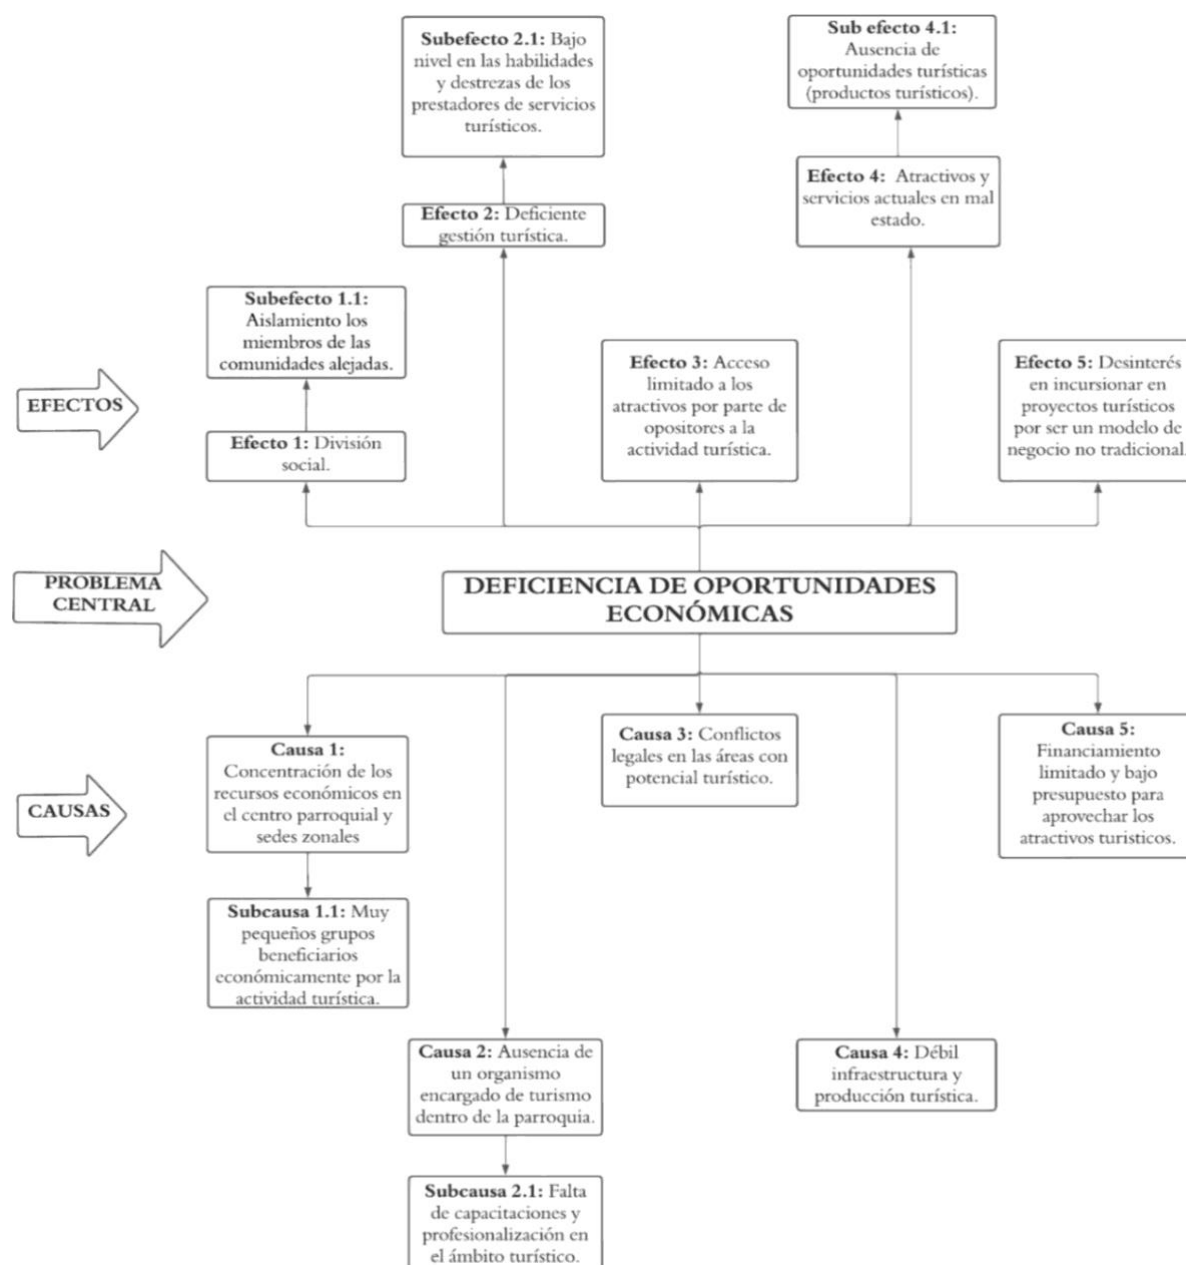 Subefecto 2.1: Bajo
nivel en las habilidades
y destrezas de los
prestadores de servicios
turísticos.
Sub efecto 4.1:
Ausencia de
oportunidades turísticas
(productos turísticos).
Efecto 2: Deficiente
gestión turística.
Efecto 4: Atractivos y
servicios actuales en mal
estado.
Subefecto 1.1:
Aislamiento los
miembros de las
comunidades alejadas.
Efecto 3: Acceso
limitado a los
atractivos por parte de
opositores a la
actividad turística.
Efecto 5: Desinterés
en incursionar en
proyectos turísticos
por ser un modelo de
negocio no tradicional.
EFECTOS
Efecto 1: División
social.
PROBLEMA
CENTRAL
DEFICIENCIA DE OPORTUNIDADES
ECONÓMICAS
CAUSAS
Causa 1:
Concentración de los
recursos económicos en
el centro parroquial y
sedes zonales
Causa 3: Conflictos
legales en las áreas con
potencial turístico.
Causa 5:
Financiamiento
limitado y bajo
presupuesto para
aprovechar los
atractivos turisticos.
Subcausa 1.1: Muy
pequeños grupos
beneficiarios
económicamente por la
actividad turística.
Causa 2: Ausencia de
un organismo
encargado de turismo
dentro de la parroquia.
Causa 4: Débil
infraestructura y
producción turística.
Subcausa 2.1: Falta
de capacitaciones y
profesionalización en
el ámbito turístico.